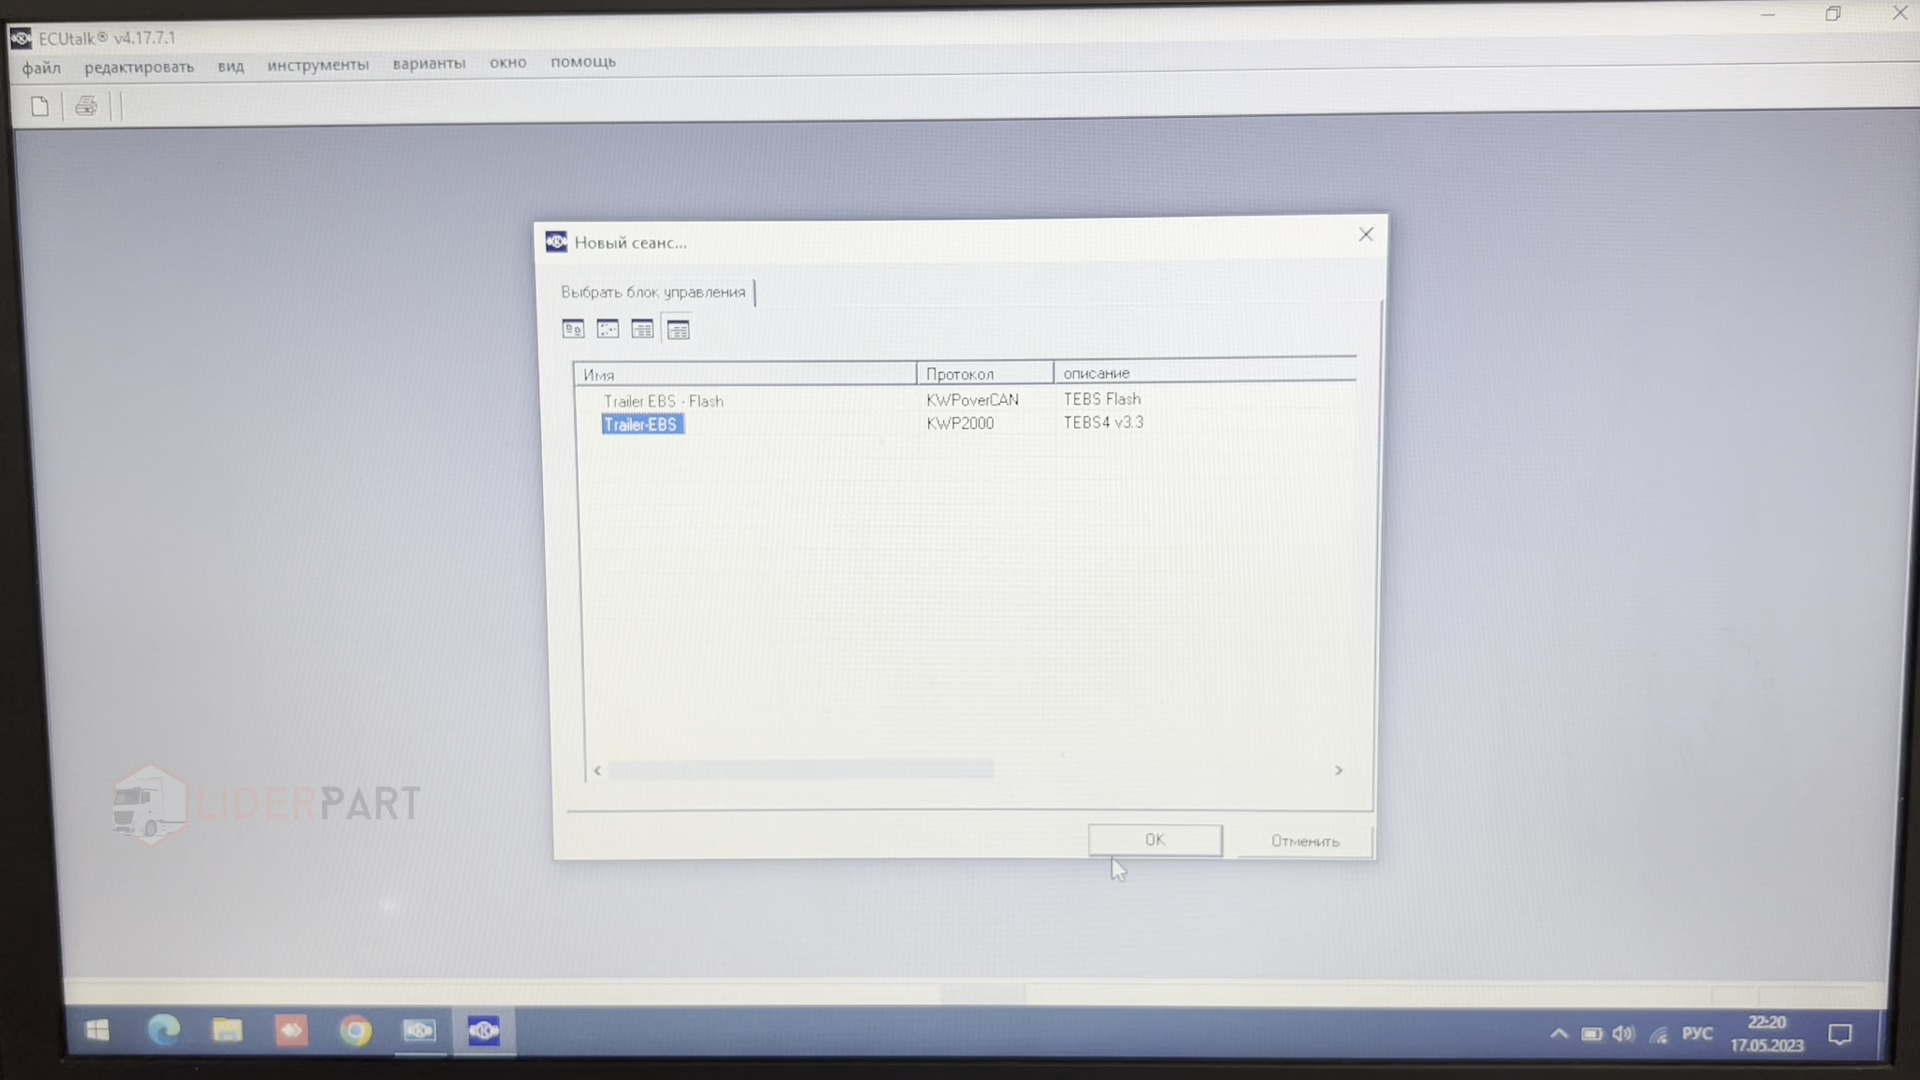 ECUtalk® v4.17.7.1
файл редактировать вид инструменты варианты окно помощь
Новый сеанс...
Выбрать блок управления
Имя Протокол описание
Trailer EBS - Flash KWPoverCAN TEBS Flash
Trailer-EBS KWP2000 TEBS4 v3.3
LIDERPART
OK Отменить
РУС 22:20
17.05.2023